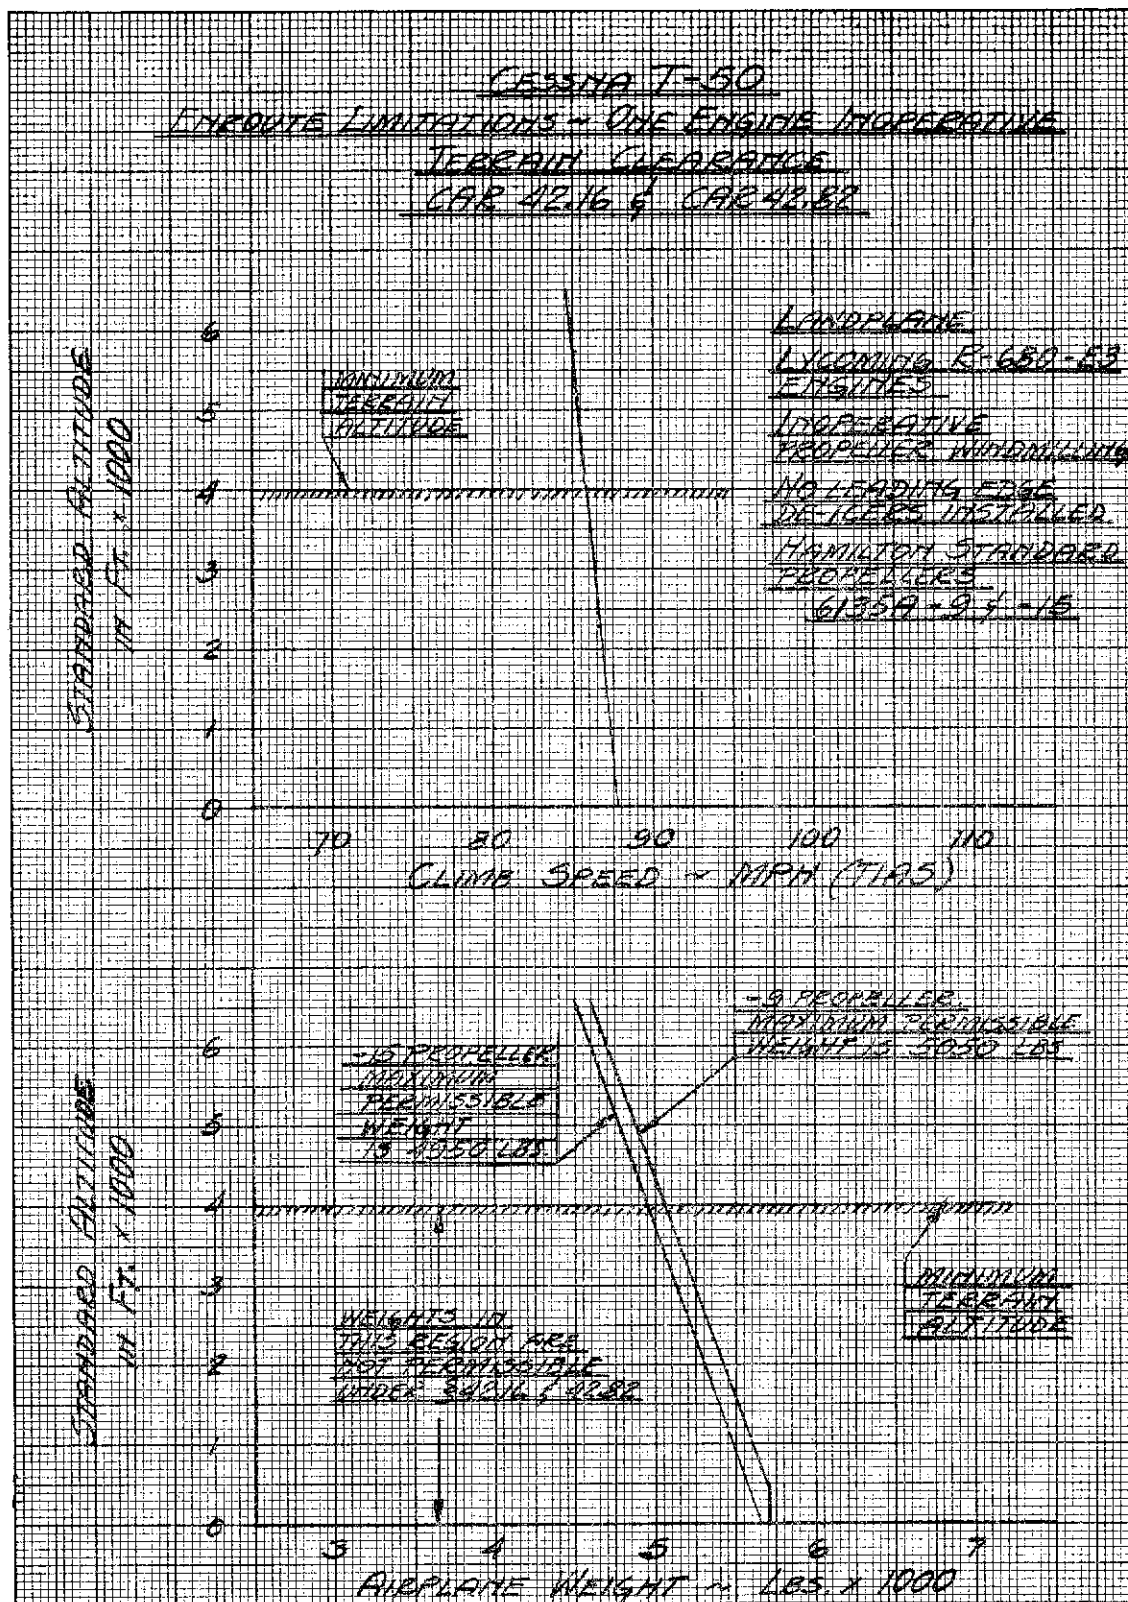 CESSNA T-50
ENROUTE LIMITATIONS ~ ONE ENGINE INOPERATIVE
TERRAIN CLEARANCE
CAR 42.16 & CAR 42.82
STANDARD ALTITUDE
IN FT. x 1000
6
5
4
3
2
1
0
MINIMUM
TERRAIN
ALTITUDE
LANDPLANE
LYCOMING R-680-E3
ENGINES
INOPERATIVE
PROPELLER WINDMILLING
NO LEADING EDGE
DE-ICERS INSTALLED.
HAMILTON STANDARD
PROPELLERS
6135A-9 & -15
70 80 90 100 110
CLIMB SPEED ~ MPH (TIAS)
STANDARD ALTITUDE
IN FT. x 1000
6
5
4
3
2
1
0
-15 PROPELLER
MAXIMUM
PERMISSIBLE
WEIGHT
IS 4950 LBS.
-9 PROPELLER.
MAXIMUM PERMISSIBLE
WEIGHT IS 5050 LBS
MINIMUM
TERRAIN
ALTITUDE
WEIGHTS IN
THIS REGION ARE
NOT PERMISSIBLE
UNDER §42.16 & 42.82
3 4 5 6 7
AIRPLANE WEIGHT ~ LBS. x 1000